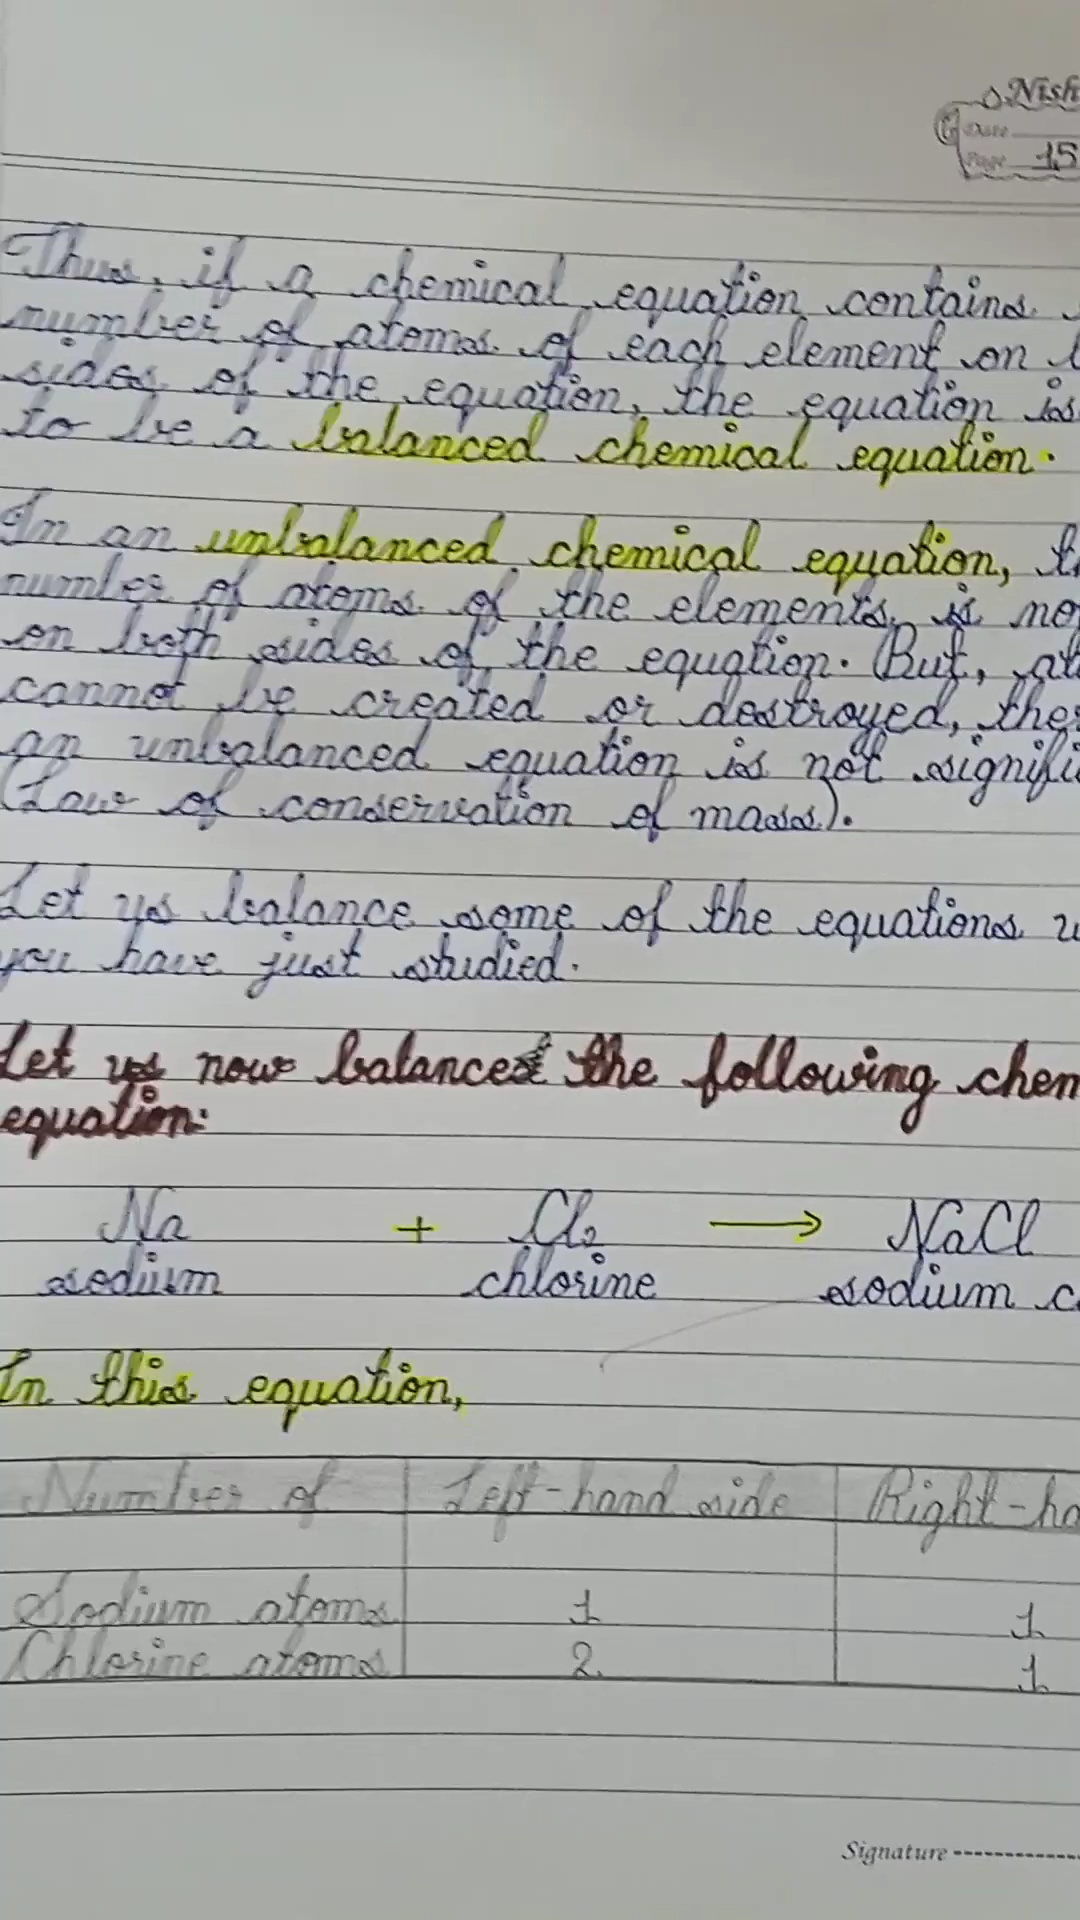 Nish
Date
Page 15
Thus, if a chemical equation contains
number of atoms of each element on
sides of the equation, the equation is
to be a balanced chemical equation.
In an unbalanced chemical equation,
number of atoms of the elements is
on both sides of the equation. But,
cannot be created or destroyed,
an unbalanced equation is not
(Law of conservation of mass).
Let us balance some of the equations
you have just studied.
Let us now balance the following chem
equation:
Na + Cl₂ → NaCl
sodium chlorine sodium c
In this equation,
Number of Left-hand side Right-ha
Sodium atoms 1 1
Chlorine atoms 2 1
Signature